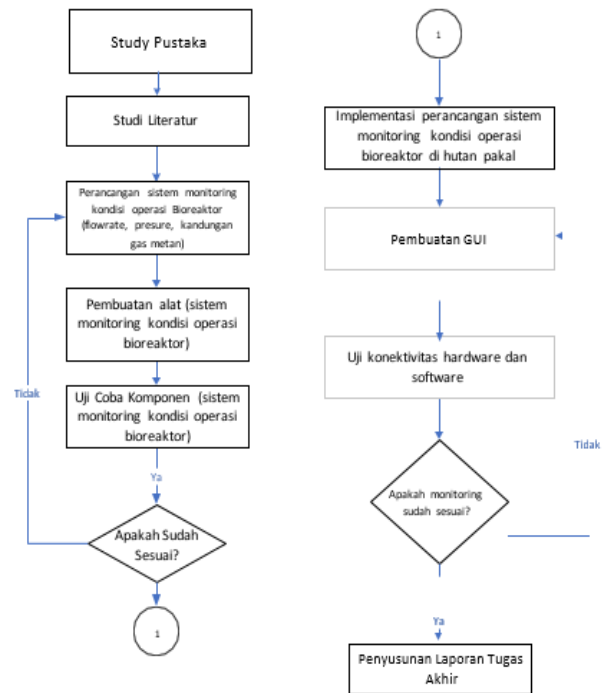 Study Pustaka
Studi Literatur
Perancangan sistem monitoring
kondisi operasi Bioreaktor
(flowrate, presure, kandungan
gas metan)
Pembuatan alat (sistem
monitoring kondisi operasi
bioreaktor)
Tidak
Uji Coba Komponen (sistem
monitoring kondisi operasi
bioreaktor)
Ya
Apakah Sudah
Sesuai?
1
1
Implementasi perancangan sistem
monitoring kondisi operasi
bioreaktor di hutan pakal
Pembuatan GUI
Uji konektivitas hardware dan
software
Tidak
Apakah monitoring
sudah sesuai?
Ya
Penyusunan Laporan Tugas
Akhir